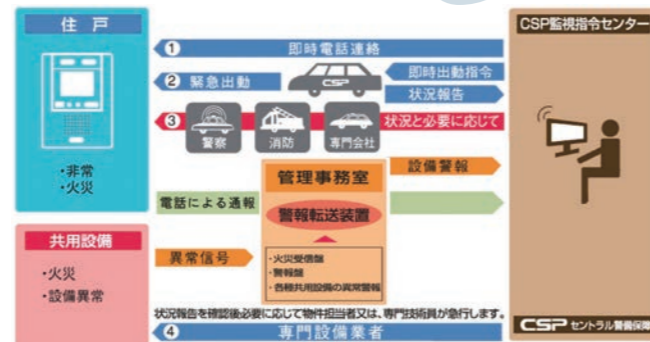 住戸
CSP監視指令センター
① 即時電話連絡
② 緊急出動
CSP
即時出動指令
状況報告
③
警察
消防
専門会社
状況と必要に応じて
・非常
・火災
管理事務室
設備警報
電話による通報
警報転送装置
共用設備
・火災
・設備異常
異常信号
・火災受信盤
・警報盤
・各種共用設備の異常警報
状況報告を確認後必要に応じて物件担当者又は、専門技術員が急行します。
④ 専門設備業者
CSP セントラル警備保障